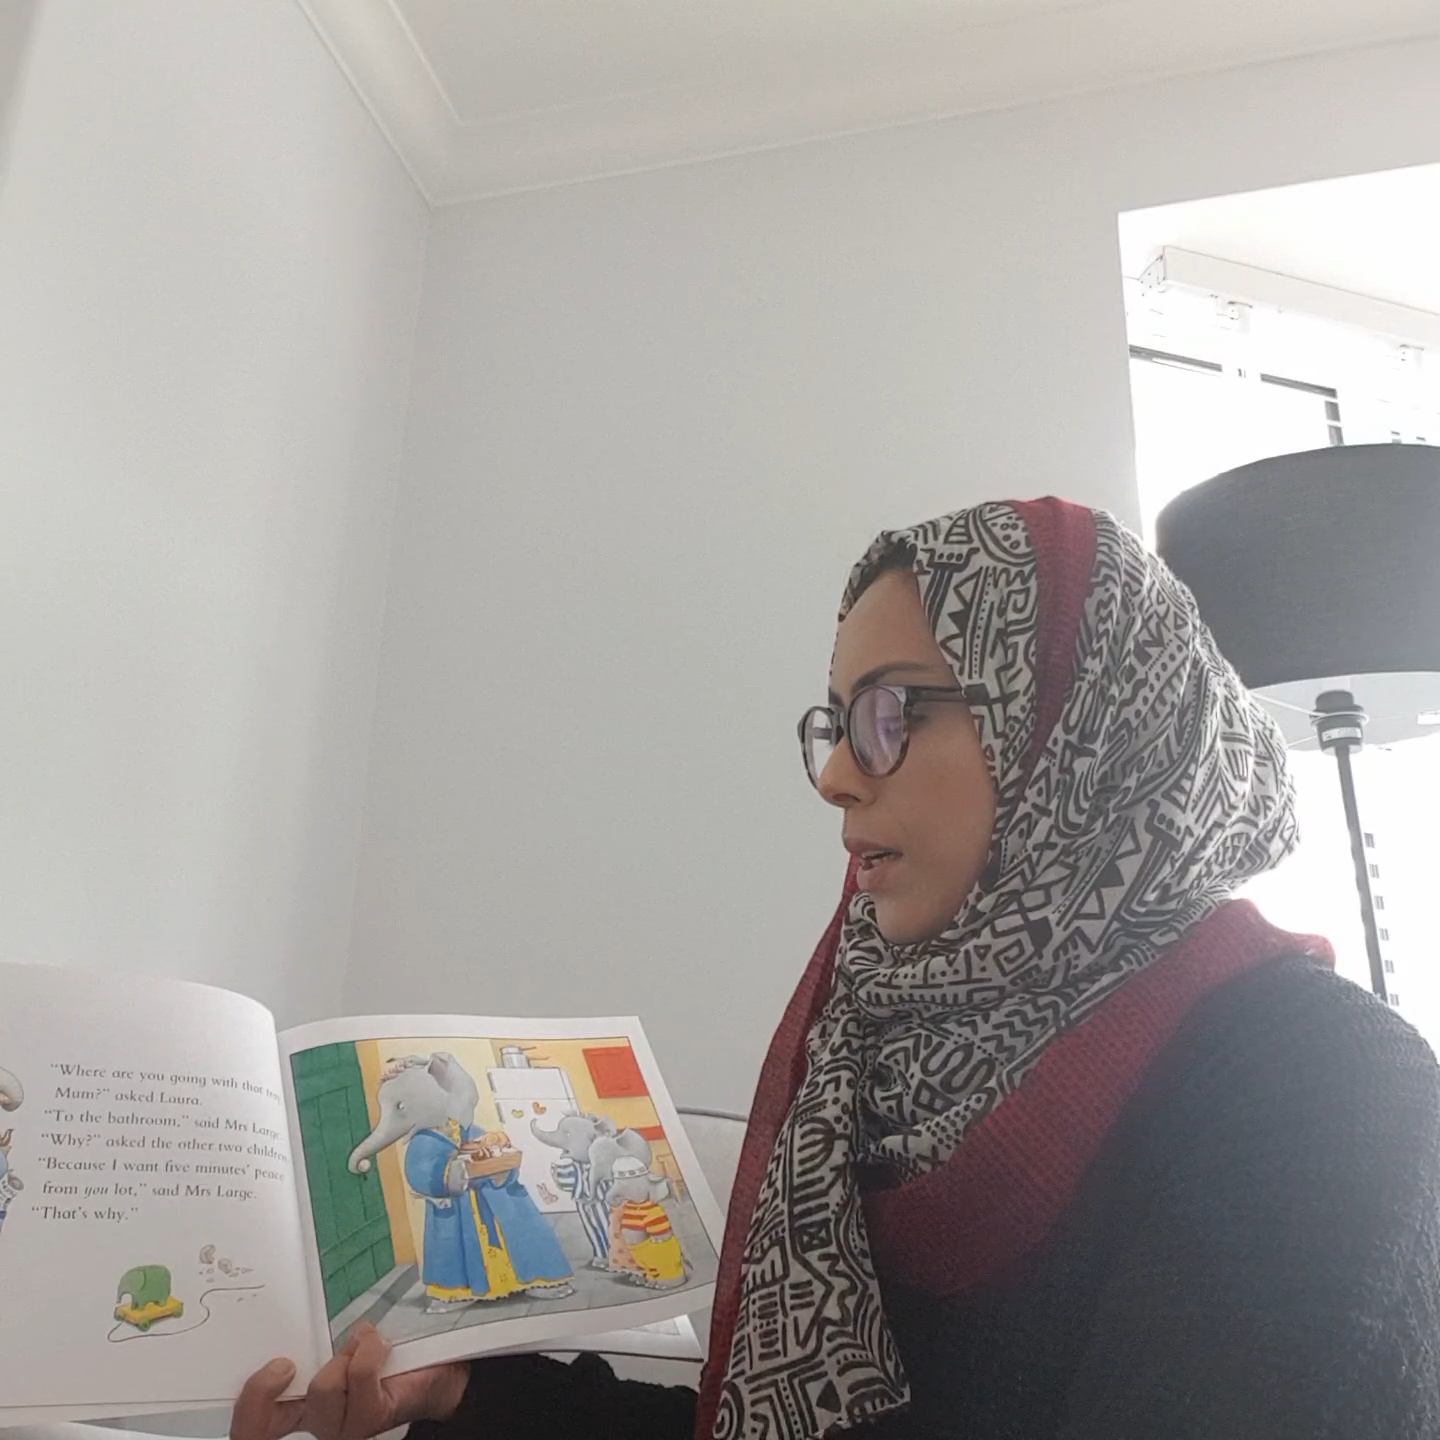 "Where are you going with that tray,
Mum?" asked Laura.
"To the bathroom," said Mrs Large.
"Why?" asked the other two children.
"Because I want five minutes' peace
from you lot," said Mrs Large.
"That's why."